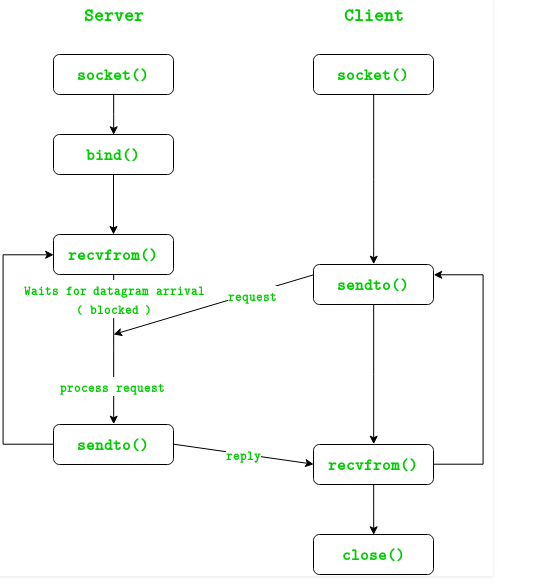 Server
Client
socket()
socket()
bind()
recvfrom()
Waits for datagram arrival
( blocked )
request
sendto()
process request
sendto()
reply
recvfrom()
close()